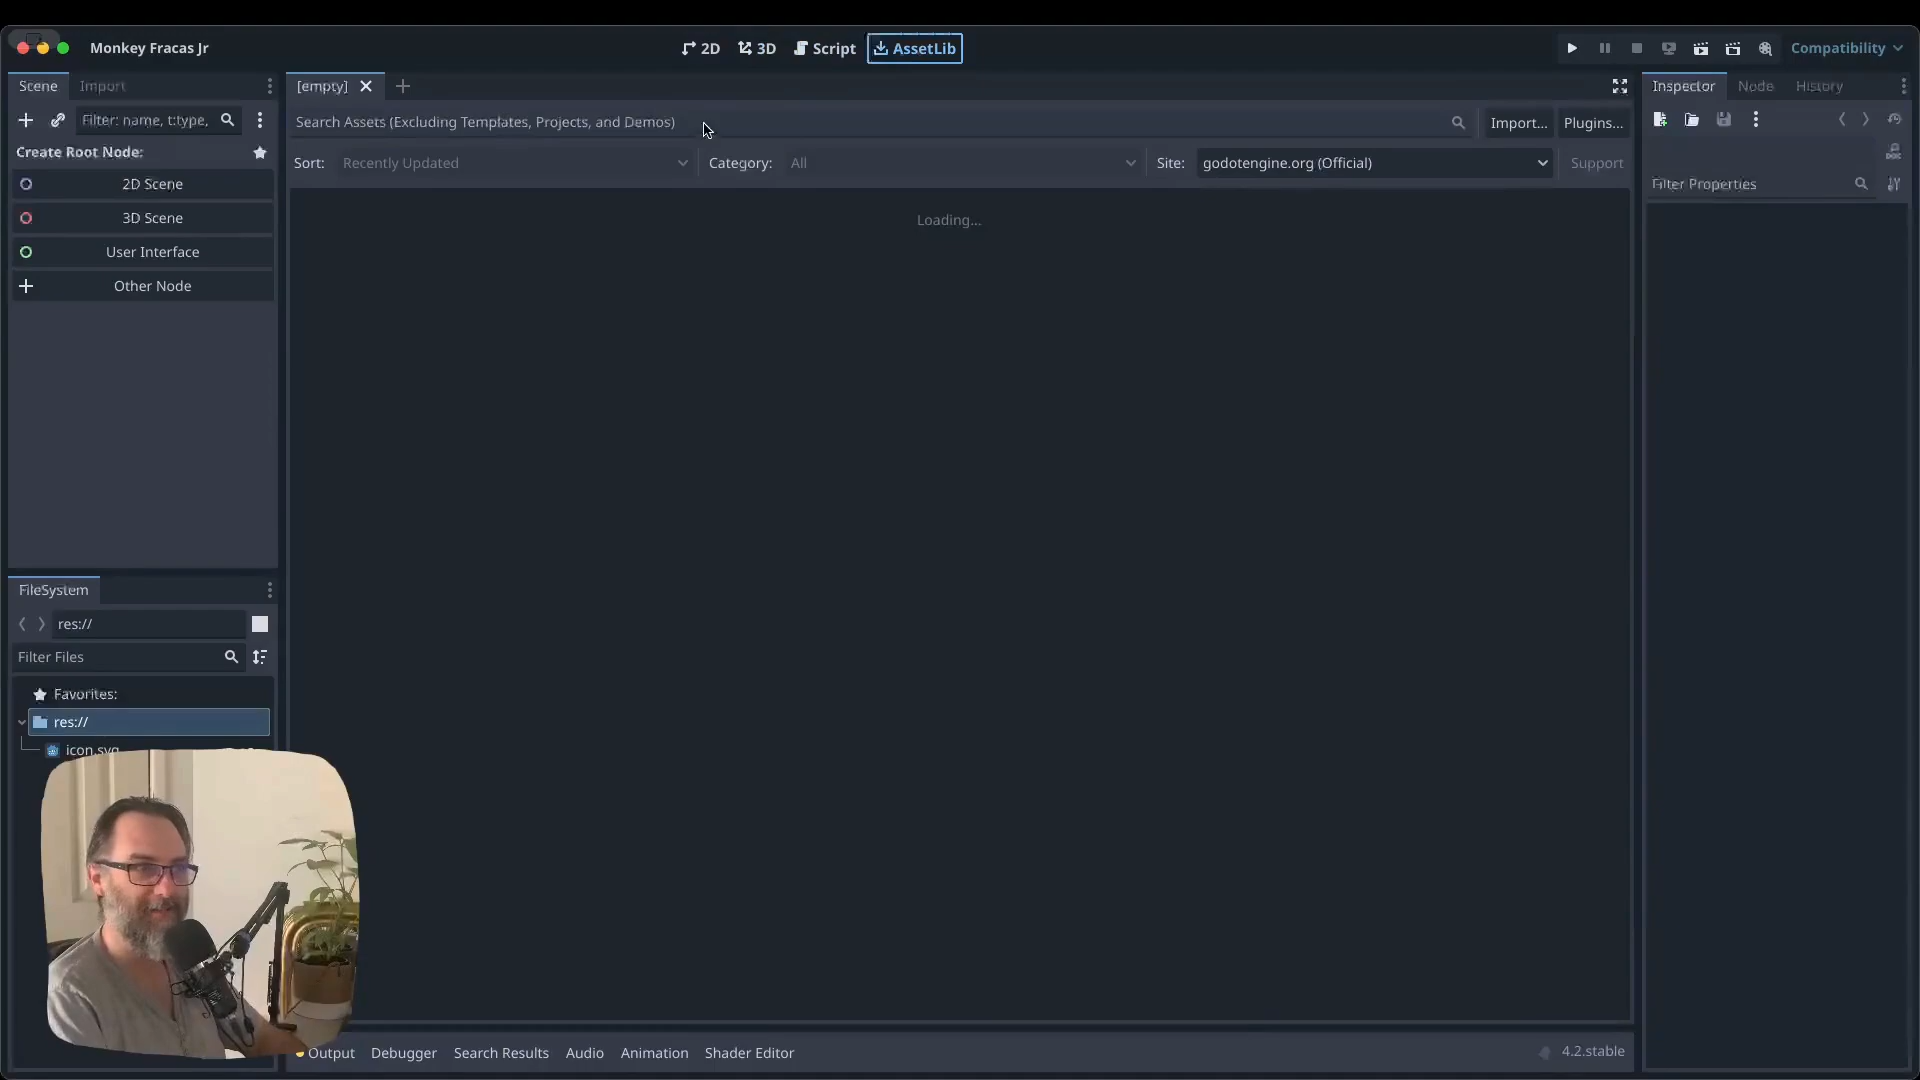 Monkey Fracas Jr
2D
3D
Script
AssetLib
Compatibility
Scene
Import
[empty]
Inspector
Node
History
Filter: name, t:type,
Search Assets (Excluding Templates, Projects, and Demos)
Import...
Plugins...
Create Root Node:
Sort:
Recently Updated
Category:
All
Site:
godotengine.org (Official)
Support
2D Scene
Filter Properties
3D Scene
Loading...
User Interface
Other Node
FileSystem
res://
Filter Files
Favorites:
res://
icon.svg
Output
Debugger
Search Results
Audio
Animation
Shader Editor
4.2.stable